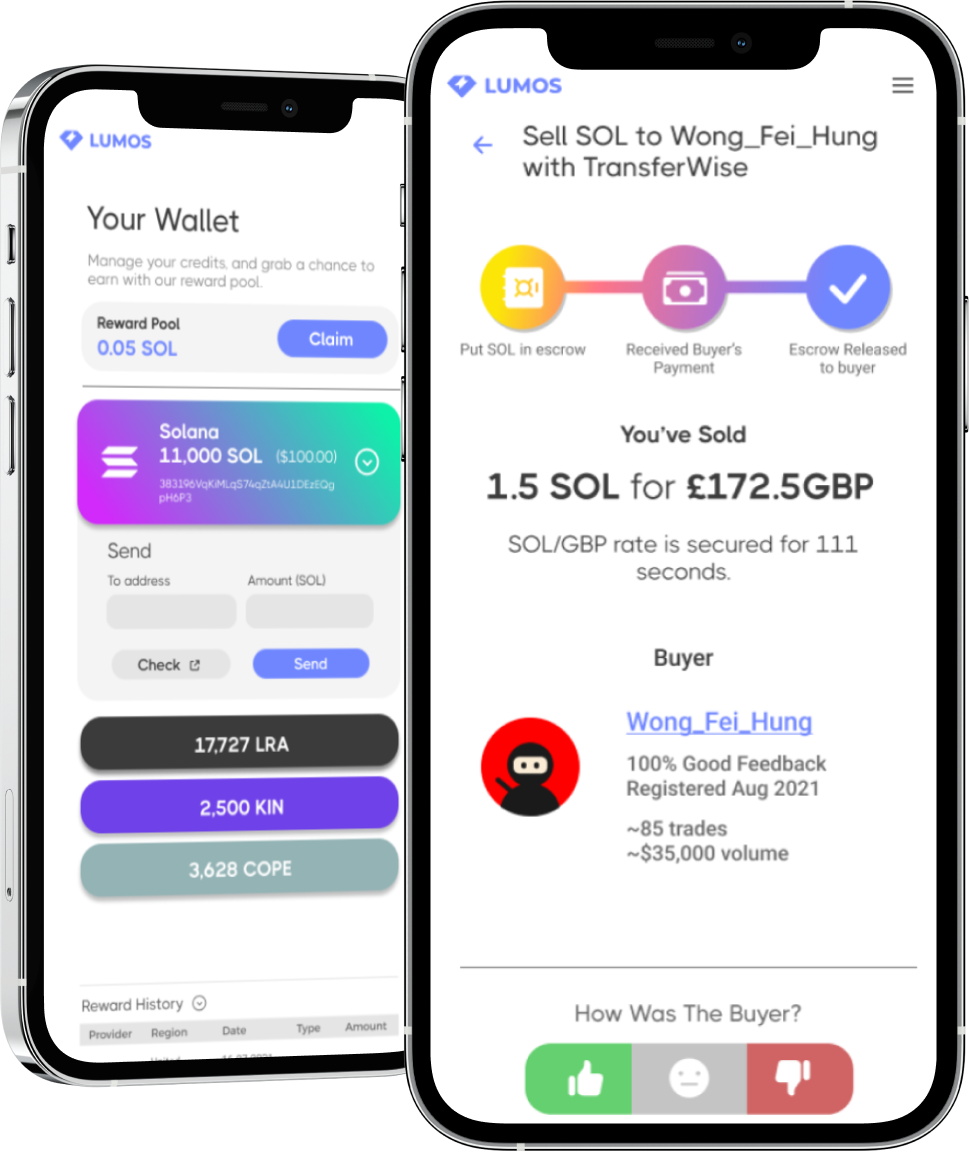 LUMOS
Your Wallet
Manage your credits, and grab a chance to
earn with our reward pool.
Reward Pool
0.05 SOL
Claim
Solana
11,000 SOL ($100.00)
383196VqKiMLqS74qZtA4U1DEzEQg
pH6P3
Send
To address
Amount (SOL)
Check
Send
17,727 LRA
2,500 KIN
3,628 COPE
Reward History
Provider Region Date Type Amount
LUMOS
Sell SOL to Wong_Fei_Hung
with TransferWise
Put SOL in escrow
Received Buyer's
Payment
Escrow Released
to buyer
You've Sold
1.5 SOL for £172.5GBP
SOL/GBP rate is secured for 111
seconds.
Buyer
Wong_Fei_Hung
100% Good Feedback
Registered Aug 2021
~85 trades
~$35,000 volume
How Was The Buyer?